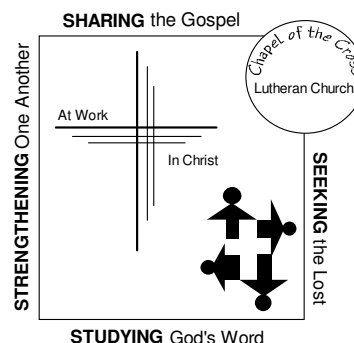 SHARING the Gospel
Chapel of the Cross
Lutheran Church
At Work
In Christ
STRENGTHENING One Another
SEEKING the Lost
STUDYING God's Word